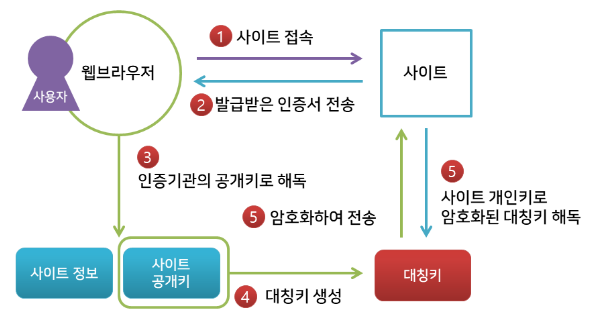 1 사이트 접속
웹브라우저
사이트
사용자
2 발급받은 인증서 전송
3
인증기관의 공개키로 해독
5
사이트 개인키로
암호화된 대칭키 해독
5 암호화하여 전송
사이트 정보
사이트
공개키
대칭키
4 대칭키 생성